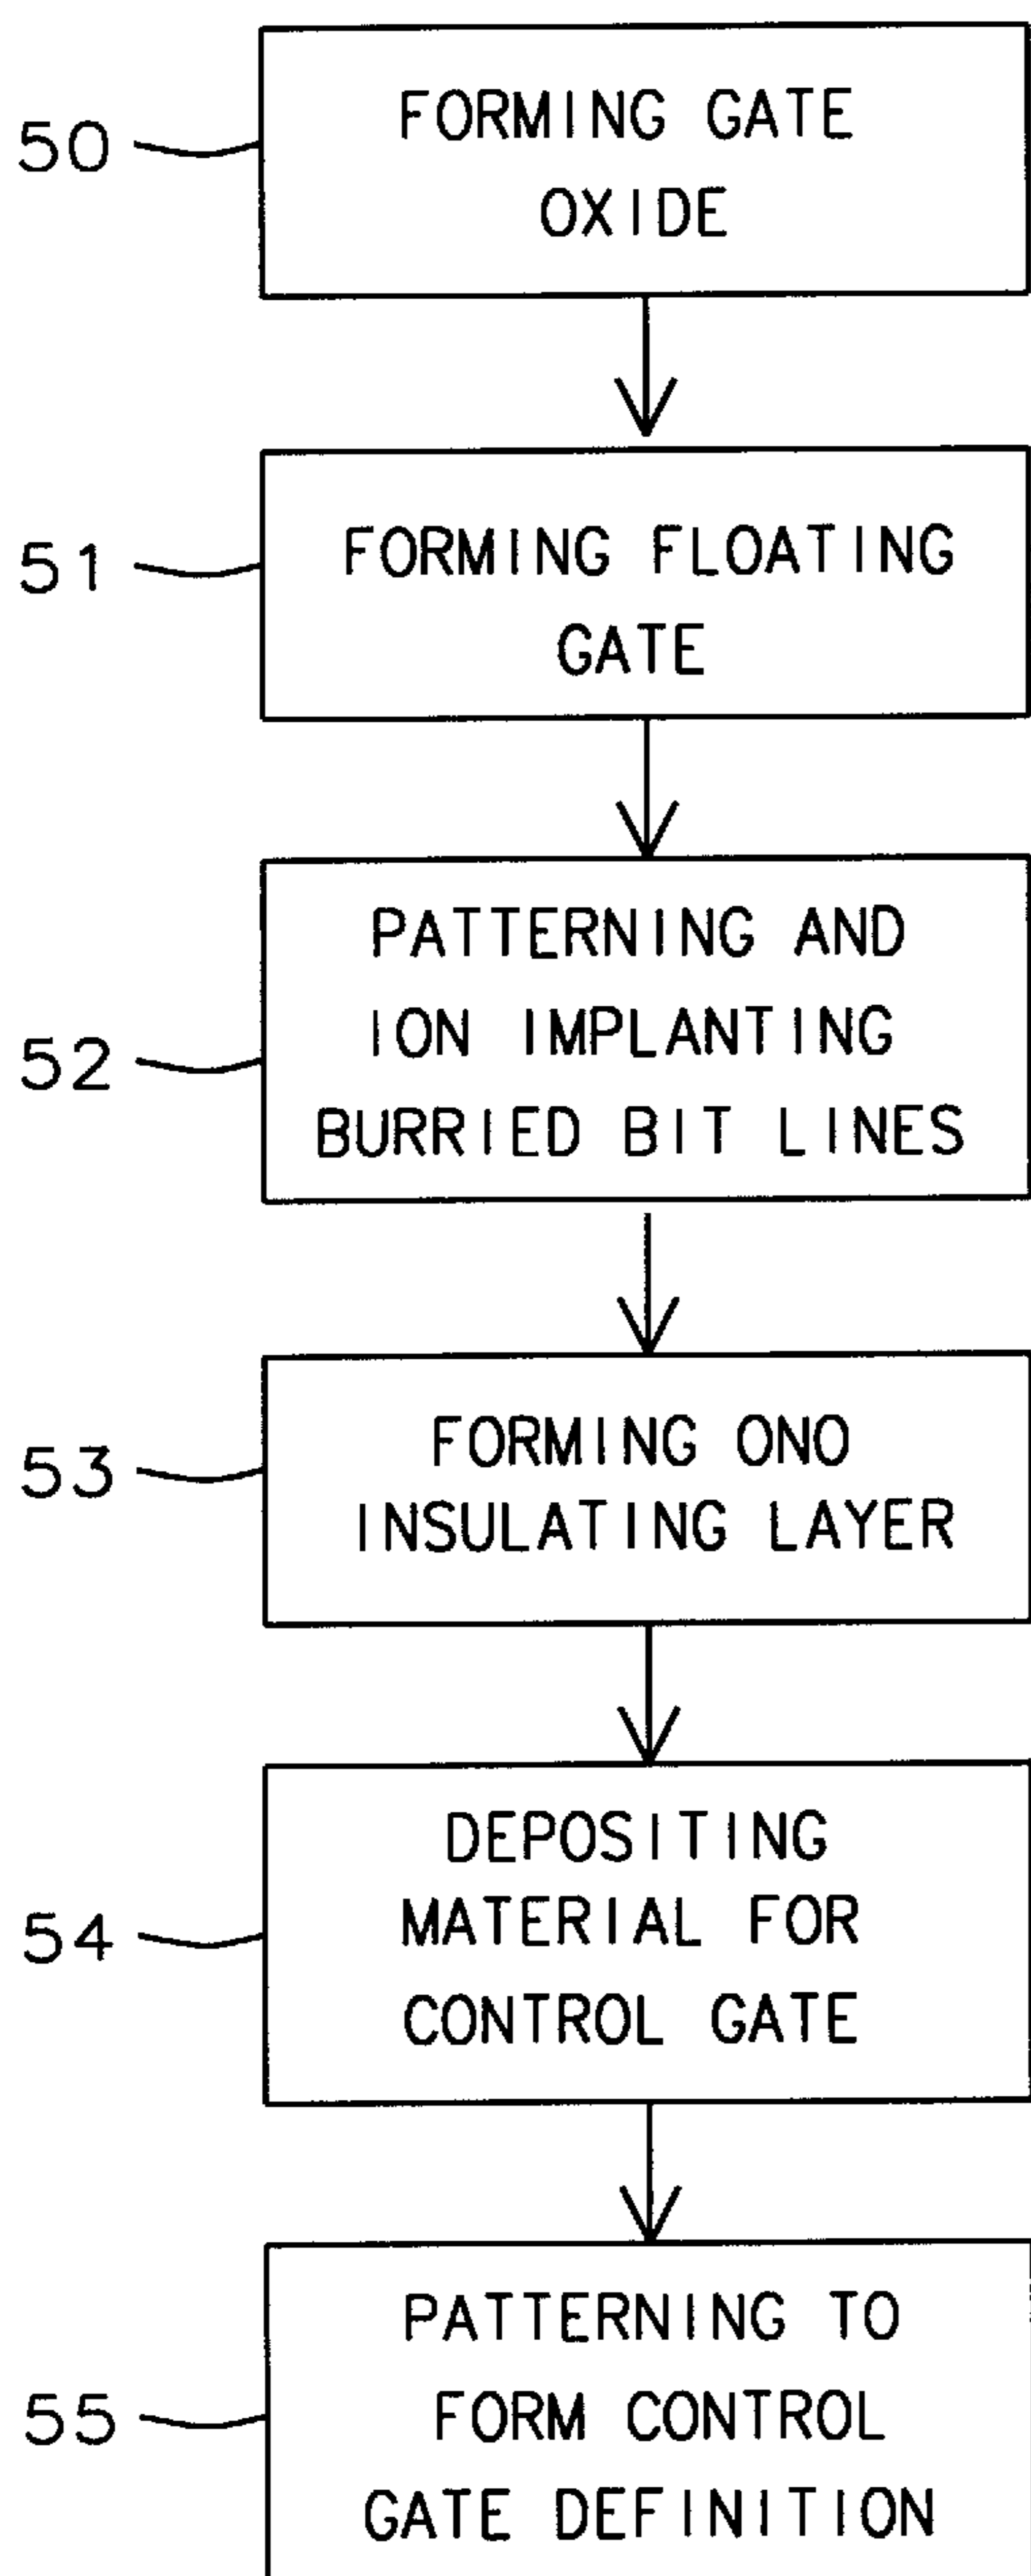 50
FORMING GATE
OXIDE
51
FORMING FLOATING
GATE
52
PATTERNING AND
ION IMPLANTING
BURRIED BIT LINES
53
FORMING ONO
INSULATING LAYER
54
DEPOSITING
MATERIAL FOR
CONTROL GATE
55
PATTERNING TO
FORM CONTROL
GATE DEFINITION